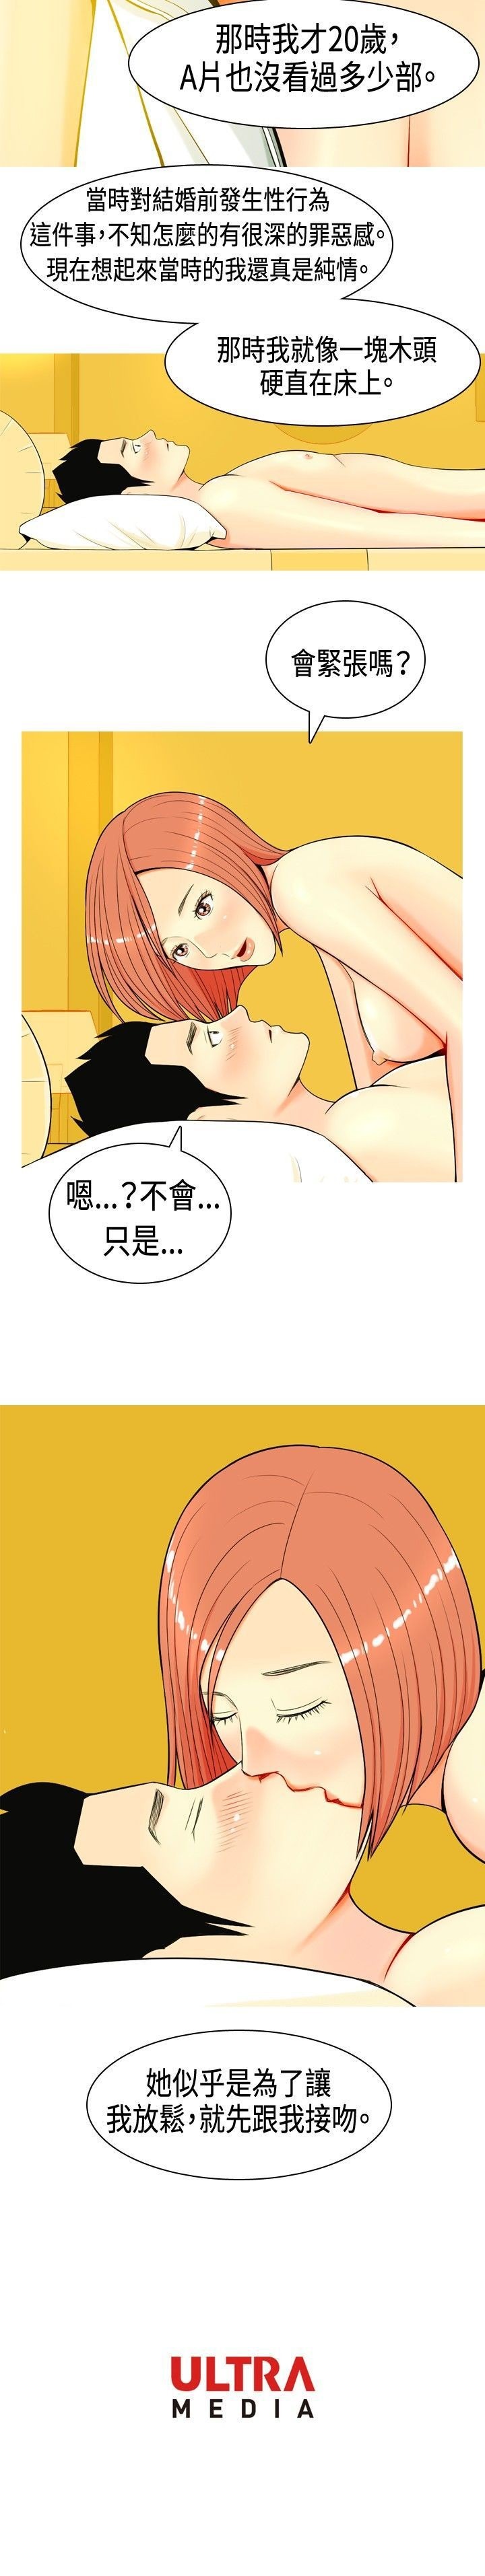 那時我才20歲，
A片也沒看過多少部。
當時對結婚前發生性行為
這件事，不知怎麼的有很深的罪惡感。
現在想起來當時的我還真是純情。
那時我就像一塊木頭
硬直在床上。
會緊張嗎？
嗯...？不會...
只是...
她似乎是為了讓
我放鬆，就先跟我接吻。
ULTRA
MEDIA